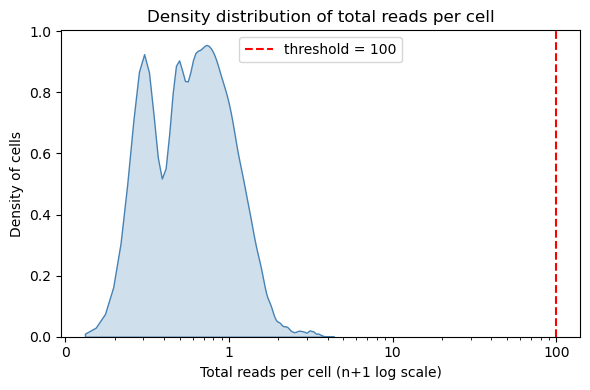 Density distribution of total reads per cell
threshold = 100
Density of cells
1.0
0.8
0.6
0.4
0.2
0.0
0
1
10
100
Total reads per cell (n+1 log scale)